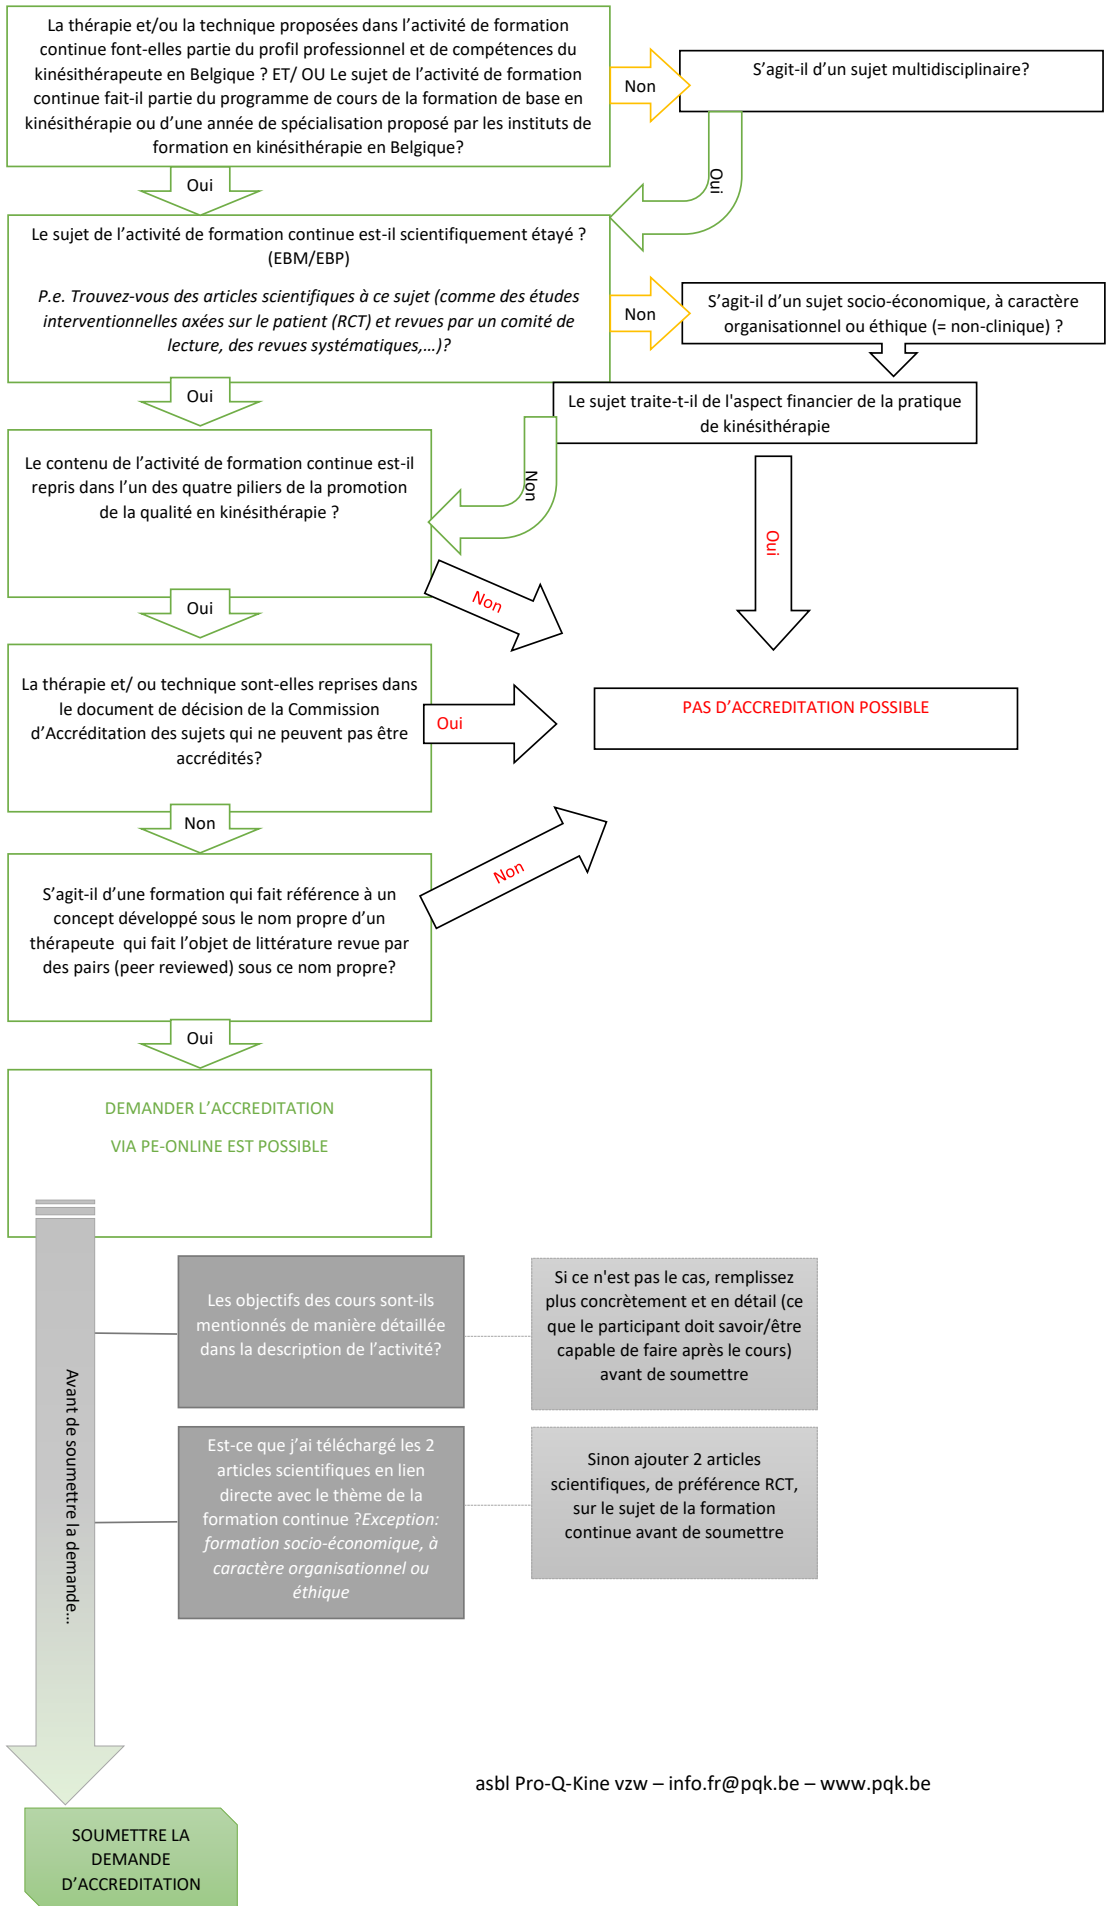 La thérapie et/ou la technique proposées dans l’activité de formation
continue font-elles partie du profil professionnel et de compétences du
kinésithérapeute en Belgique ? ET/ OU Le sujet de l’activité de formation
continue fait-il partie du programme de cours de la formation de base en
kinésithérapie ou d’une année de spécialisation proposé par les instituts de
formation en kinésithérapie en Belgique?
Non
S’agit-il d’un sujet multidisciplinaire?
Oui
Oui
Le sujet de l’activité de formation continue est-il scientifiquement étayé ?
(EBM/EBP)
P.e. Trouvez-vous des articles scientifiques à ce sujet (comme des études
interventionnelles axées sur le patient (RCT) et revues par un comité de
lecture, des revues systématiques,…)?
Non
S’agit-il d’un sujet socio-économique, à caractère
organisationnel ou éthique (= non-clinique) ?
Oui
Le sujet traite-t-il de l'aspect financier de la pratique
de kinésithérapie
Non
Oui
Le contenu de l’activité de formation continue est-il
repris dans l’un des quatre piliers de la promotion
de la qualité en kinésithérapie ?
Non
Oui
La thérapie et/ ou technique sont-elles reprises dans
le document de décision de la Commission
d’Accréditation des sujets qui ne peuvent pas être
accrédités?
Oui
PAS D’ACCREDITATION POSSIBLE
Non
S’agit-il d’une formation qui fait référence à un
concept développé sous le nom propre d’un
thérapeute qui fait l’objet de littérature revue par
des pairs (peer reviewed) sous ce nom propre?
Non
Oui
DEMANDER L’ACCREDITATION
VIA PE-ONLINE EST POSSIBLE
Avant de soumettre la demande…
Les objectifs des cours sont-ils
mentionnés de manière détaillée
dans la description de l’activité?
Si ce n'est pas le cas, remplissez
plus concrètement et en détail (ce
que le participant doit savoir/être
capable de faire après le cours)
avant de soumettre
Est-ce que j’ai téléchargé les 2
articles scientifiques en lien
directe avec le thème de la
formation continue ?Exception:
formation socio-économique, à
caractère organisationnel ou
éthique
Sinon ajouter 2 articles
scientifiques, de préférence RCT,
sur le sujet de la formation
continue avant de soumettre
asbl Pro-Q-Kine vzw – info.fr@pqk.be – www.pqk.be
SOUMETTRE LA
DEMANDE
D’ACCREDITATION